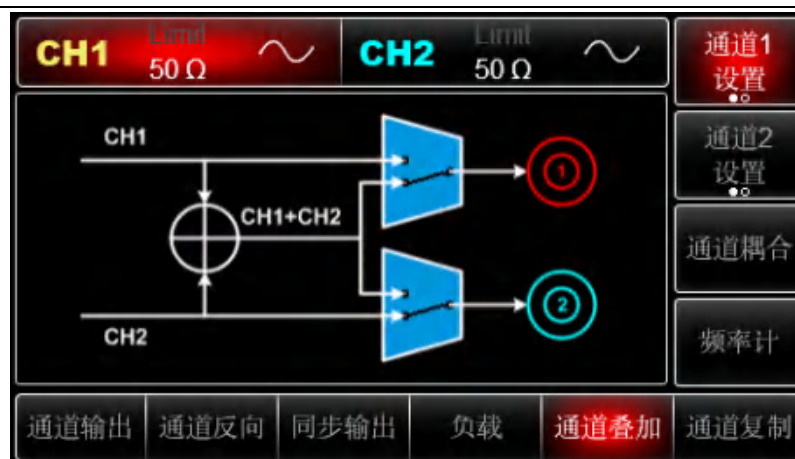 CH1
Limit
50 Ω
CH2
Limit
50 Ω
通道1
设置
通道2
设置
通道耦合
频率计
CH1
CH1+CH2
CH2
1
2
通道输出
通道反向
同步输出
负载
通道叠加
通道复制